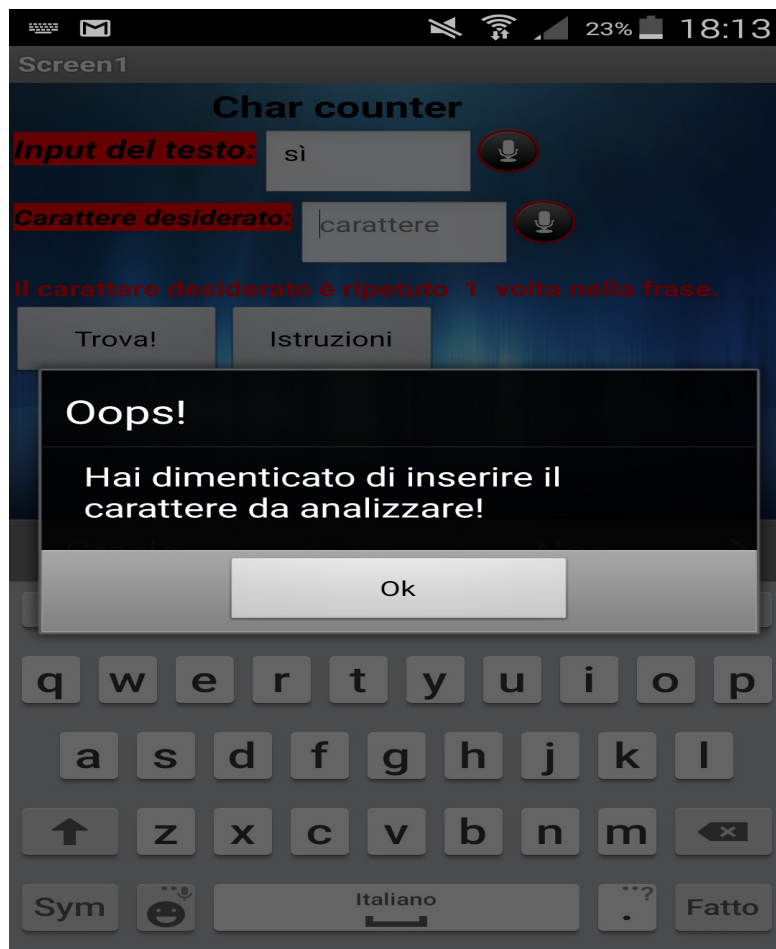 23% 18:13
Screen1
Char counter
Input del testo: sì
Carattere desiderato: carattere
Il carattere desiderato è ripetuto 1 volta nella frase.
Trova! Istruzioni
Oops!
Hai dimenticato di inserire il
carattere da analizzare!
Ok
q w e r t y u i o p
a s d f g h j k l
z x c v b n m
Sym Italiano . ...? Fatto